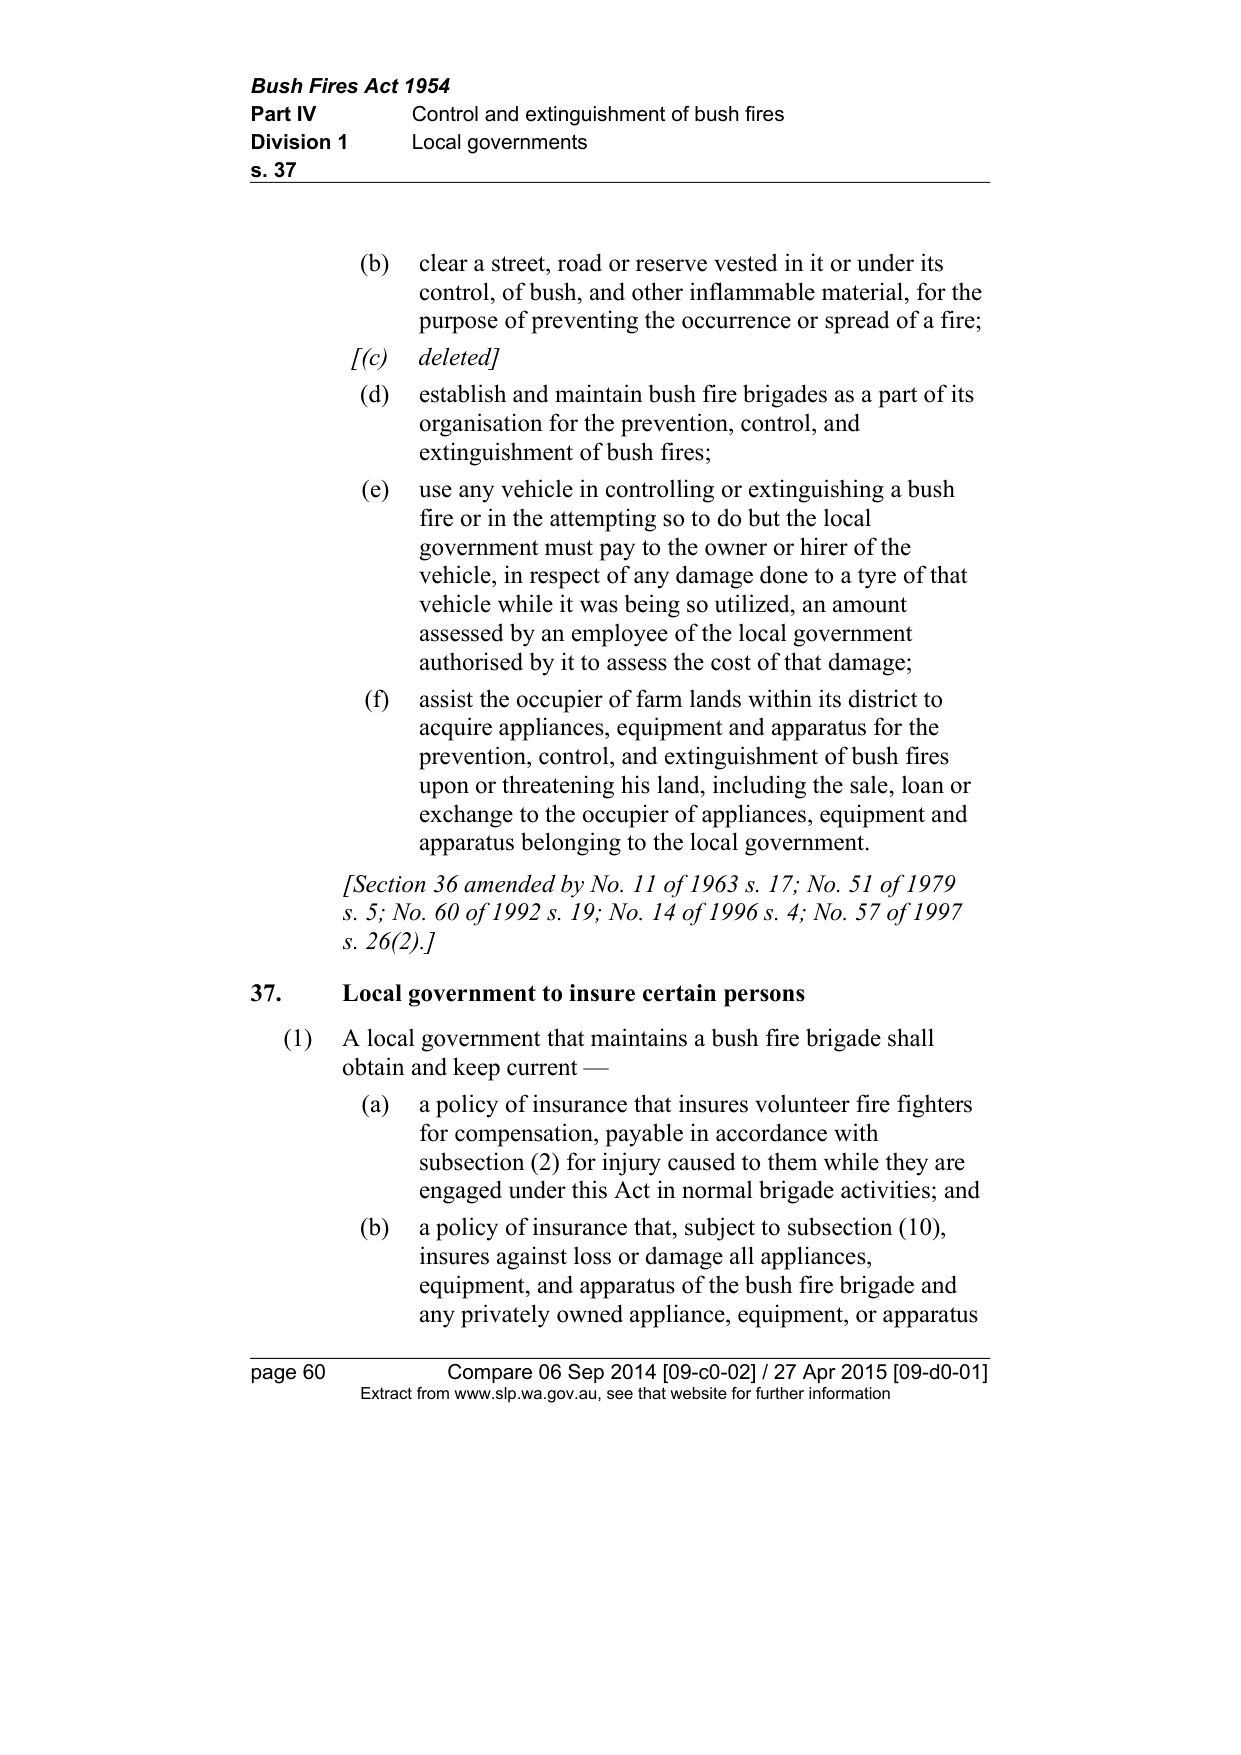 Bush Fires Act 1954
Part IV Control and extinguishment of bush fires
Division 1 Local governments
s. 37
(b) clear a street, road or reserve vested in it or under its
control, of bush, and other inflammable material, for the
purpose of preventing the occurrence or spread of a fire;
[(c) deleted]
(d) establish and maintain bush fire brigades as a part of its
organisation for the prevention, control, and
extinguishment of bush fires;
(e) use any vehicle in controlling or extinguishing a bush
fire or in the attempting so to do but the local
government must pay to the owner or hirer of the
vehicle, in respect of any damage done to a tyre of that
vehicle while it was being so utilized, an amount
assessed by an employee of the local government
authorised by it to assess the cost of that damage;
(f) assist the occupier of farm lands within its district to
acquire appliances, equipment and apparatus for the
prevention, control, and extinguishment of bush fires
upon or threatening his land, including the sale, loan or
exchange to the occupier of appliances, equipment and
apparatus belonging to the local government.
[Section 36 amended by No. 11 of 1963 s. 17; No. 51 of 1979
s. 5; No. 60 of 1992 s. 19; No. 14 of 1996 s. 4; No. 57 of 1997
s. 26(2).]
37. Local government to insure certain persons
(1) A local government that maintains a bush fire brigade shall
obtain and keep current —
(a) a policy of insurance that insures volunteer fire fighters
for compensation, payable in accordance with
subsection (2) for injury caused to them while they are
engaged under this Act in normal brigade activities; and
(b) a policy of insurance that, subject to subsection (10),
insures against loss or damage all appliances,
equipment, and apparatus of the bush fire brigade and
any privately owned appliance, equipment, or apparatus
page 60 Compare 06 Sep 2014 [09-c0-02] / 27 Apr 2015 [09-d0-01]
Extract from www.slp.wa.gov.au, see that website for further information